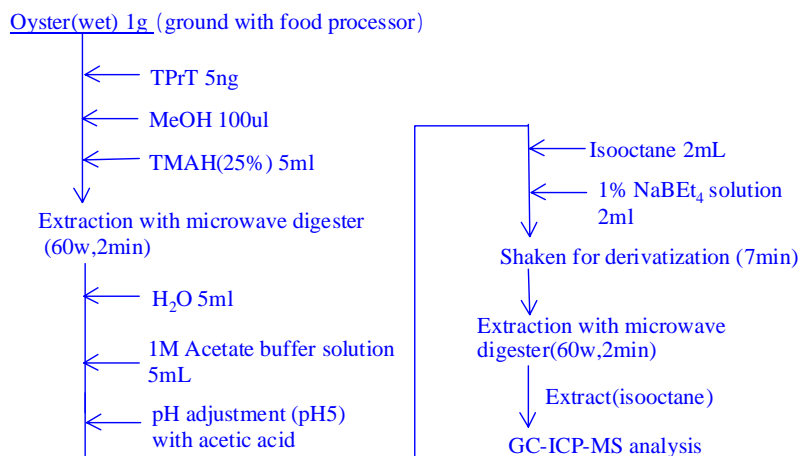 Oyster(wet) 1g (ground with food processor)
TPrT 5ng
MeOH 100ul
TMAH(25%) 5ml
Extraction with microwave digester
(60w,2min)
H₂O 5ml
1M Acetate buffer solution
5mL
pH adjustment (pH5)
with acetic acid
Isooctane 2mL
1% NaBEt₄ solution
2ml
Shaken for derivatization (7min)
Extraction with microwave
digester(60w,2min)
Extract(isooctane)
GC-ICP-MS analysis